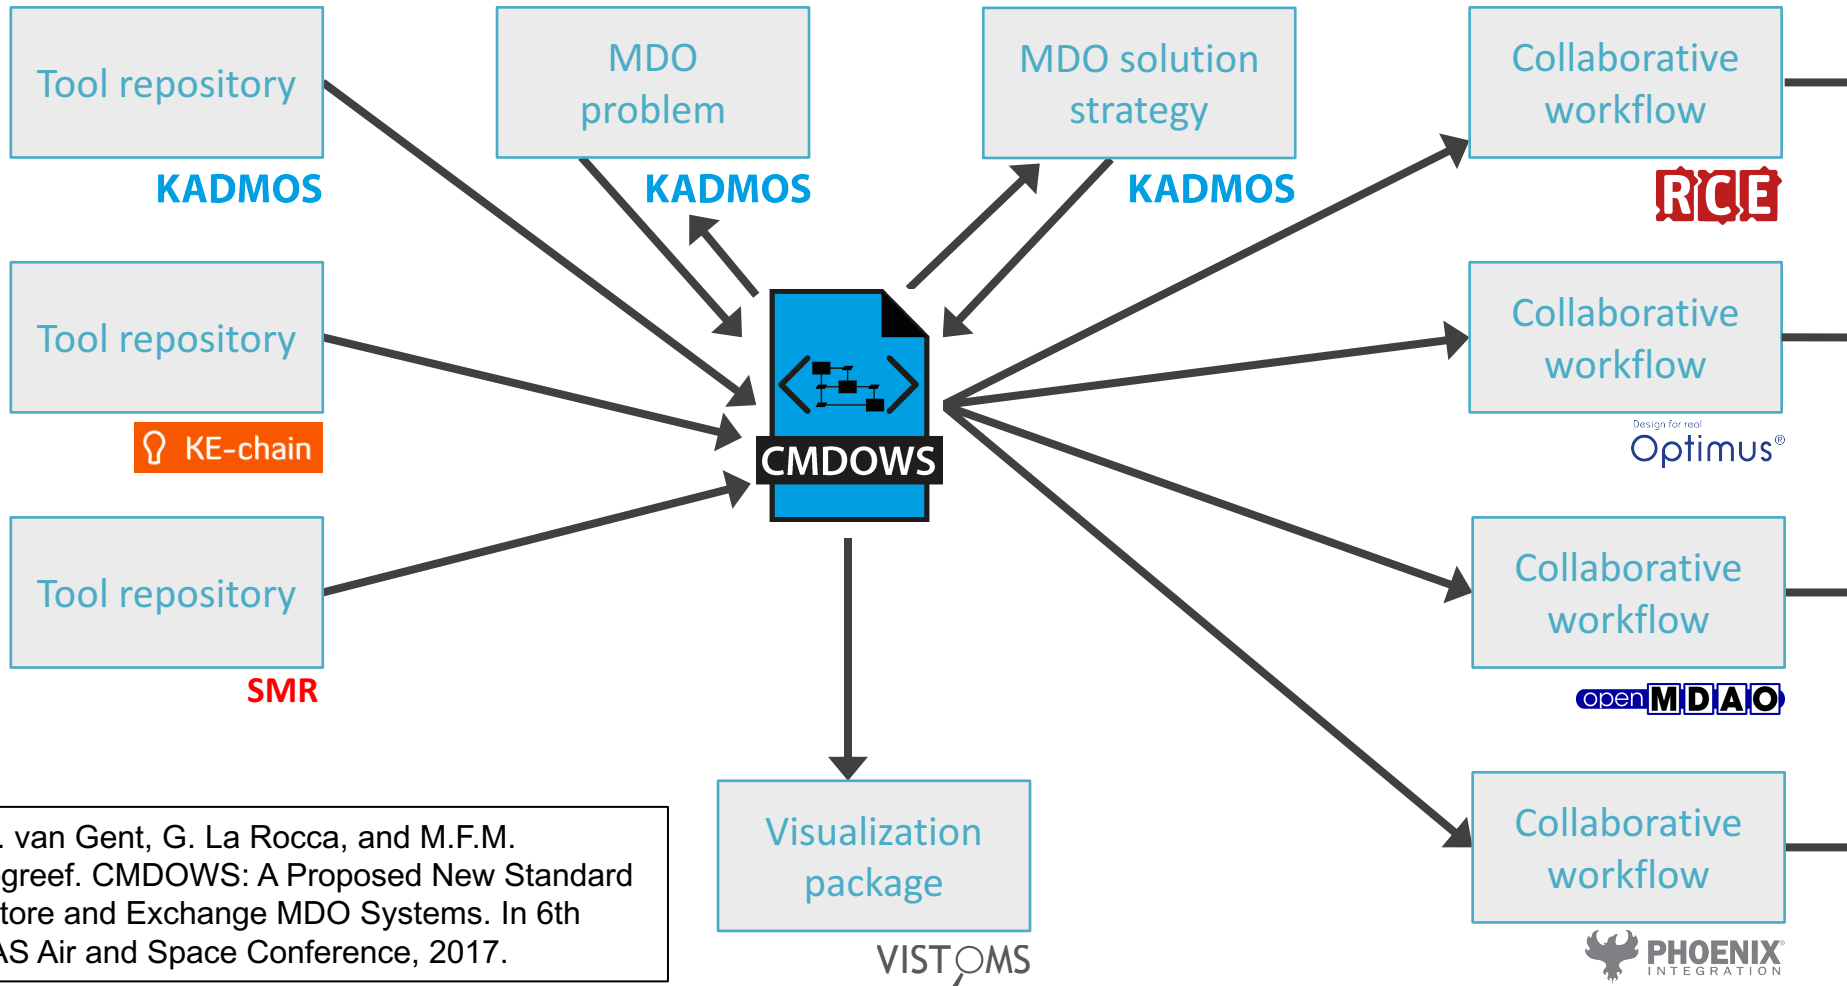 Tool repository
KADMOS
MDO
problem
KADMOS
MDO solution
strategy
KADMOS
Collaborative
workflow
RCE
Tool repository
KE-chain
Collaborative
workflow
Design for real
Optimus®
CMDOWS
Tool repository
SMR
Collaborative
workflow
openMDAO
Visualization
package
VISTOMS
Collaborative
workflow
PHOENIX®
INTEGRATION
. van Gent, G. La Rocca, and M.F.M.
greef. CMDOWS: A Proposed New Standard
tore and Exchange MDO Systems. In 6th
AS Air and Space Conference, 2017.